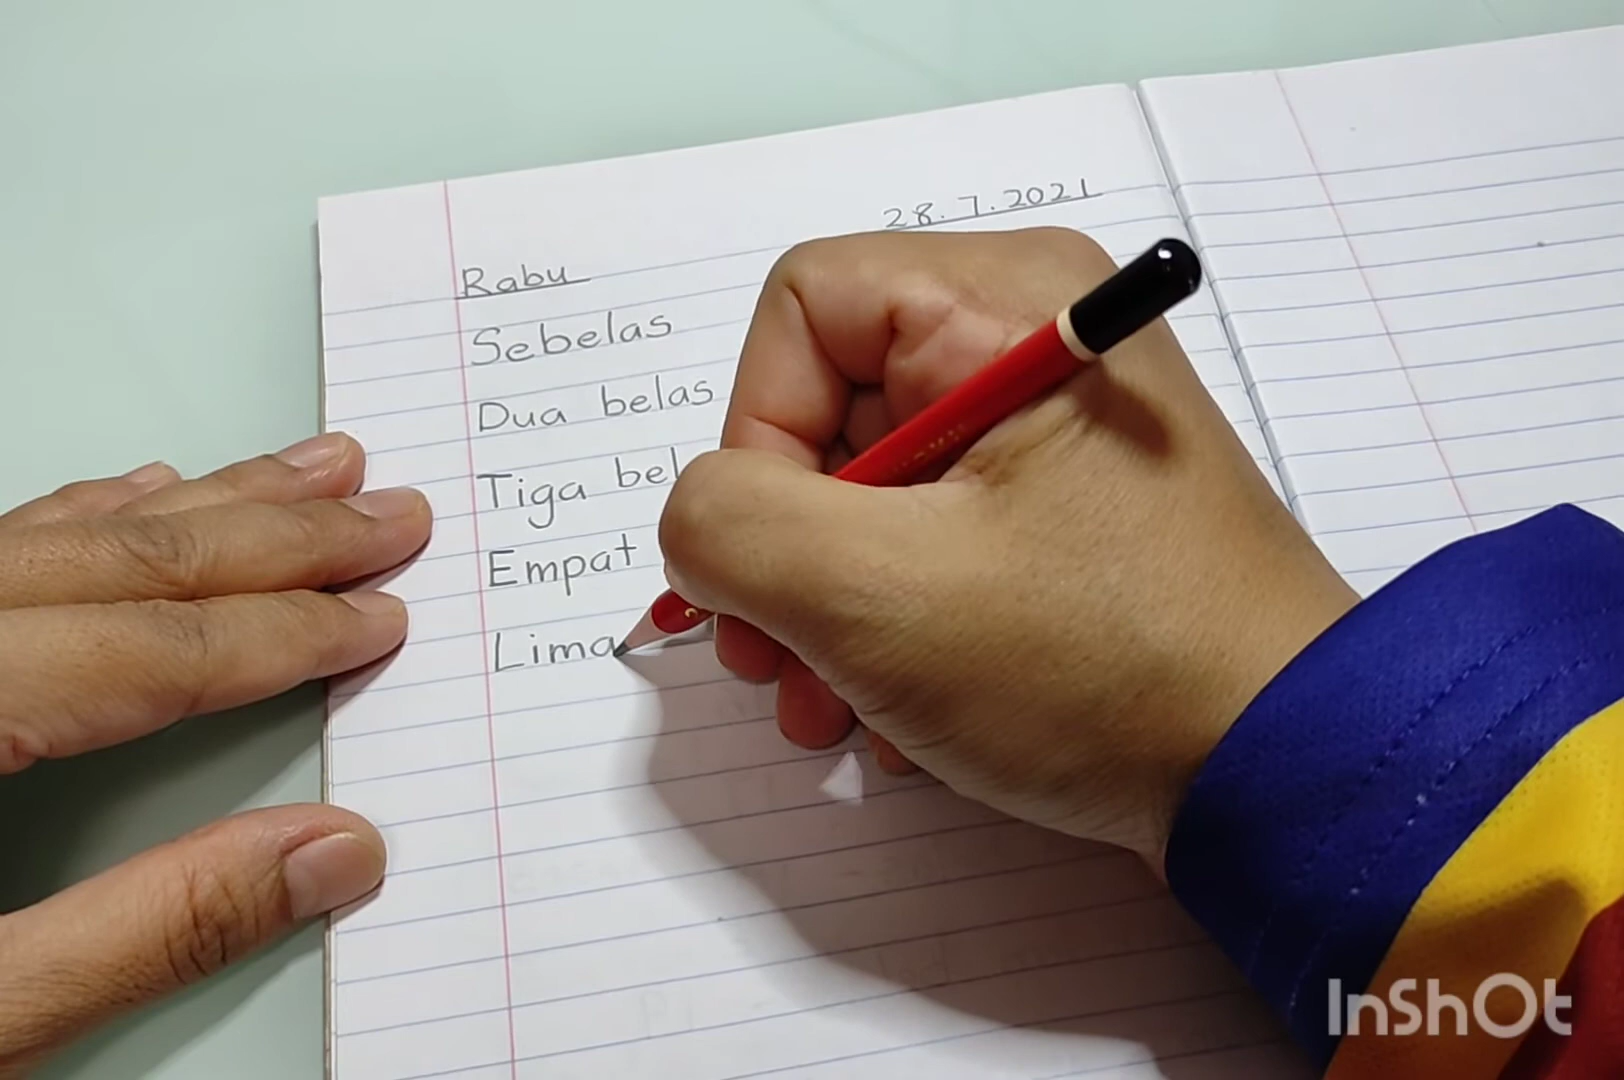 28.7.2021
Rabu
Sebelas
Dua belas
Tiga bel
Empat
Lima
InShOt